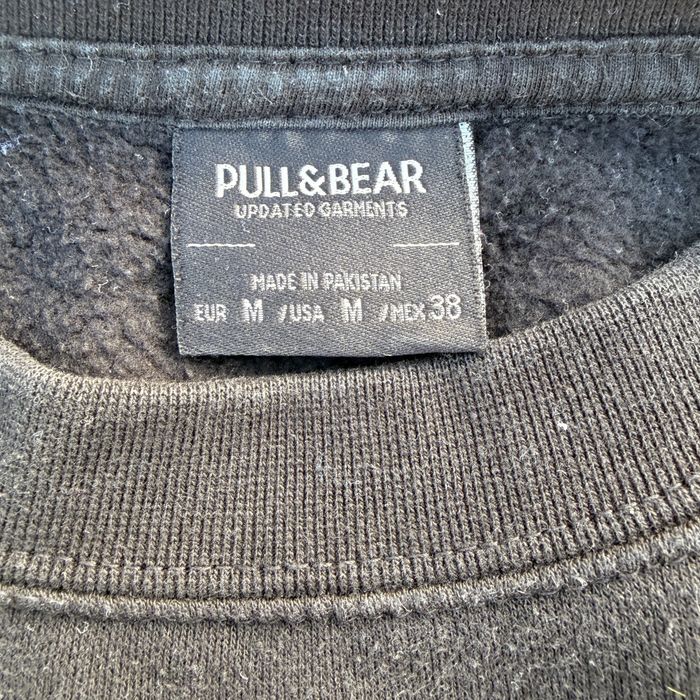 PULL&BEAR
UPDATED GARMENTS
MADE IN PAKISTAN
EUR M /USA M /MEX 38